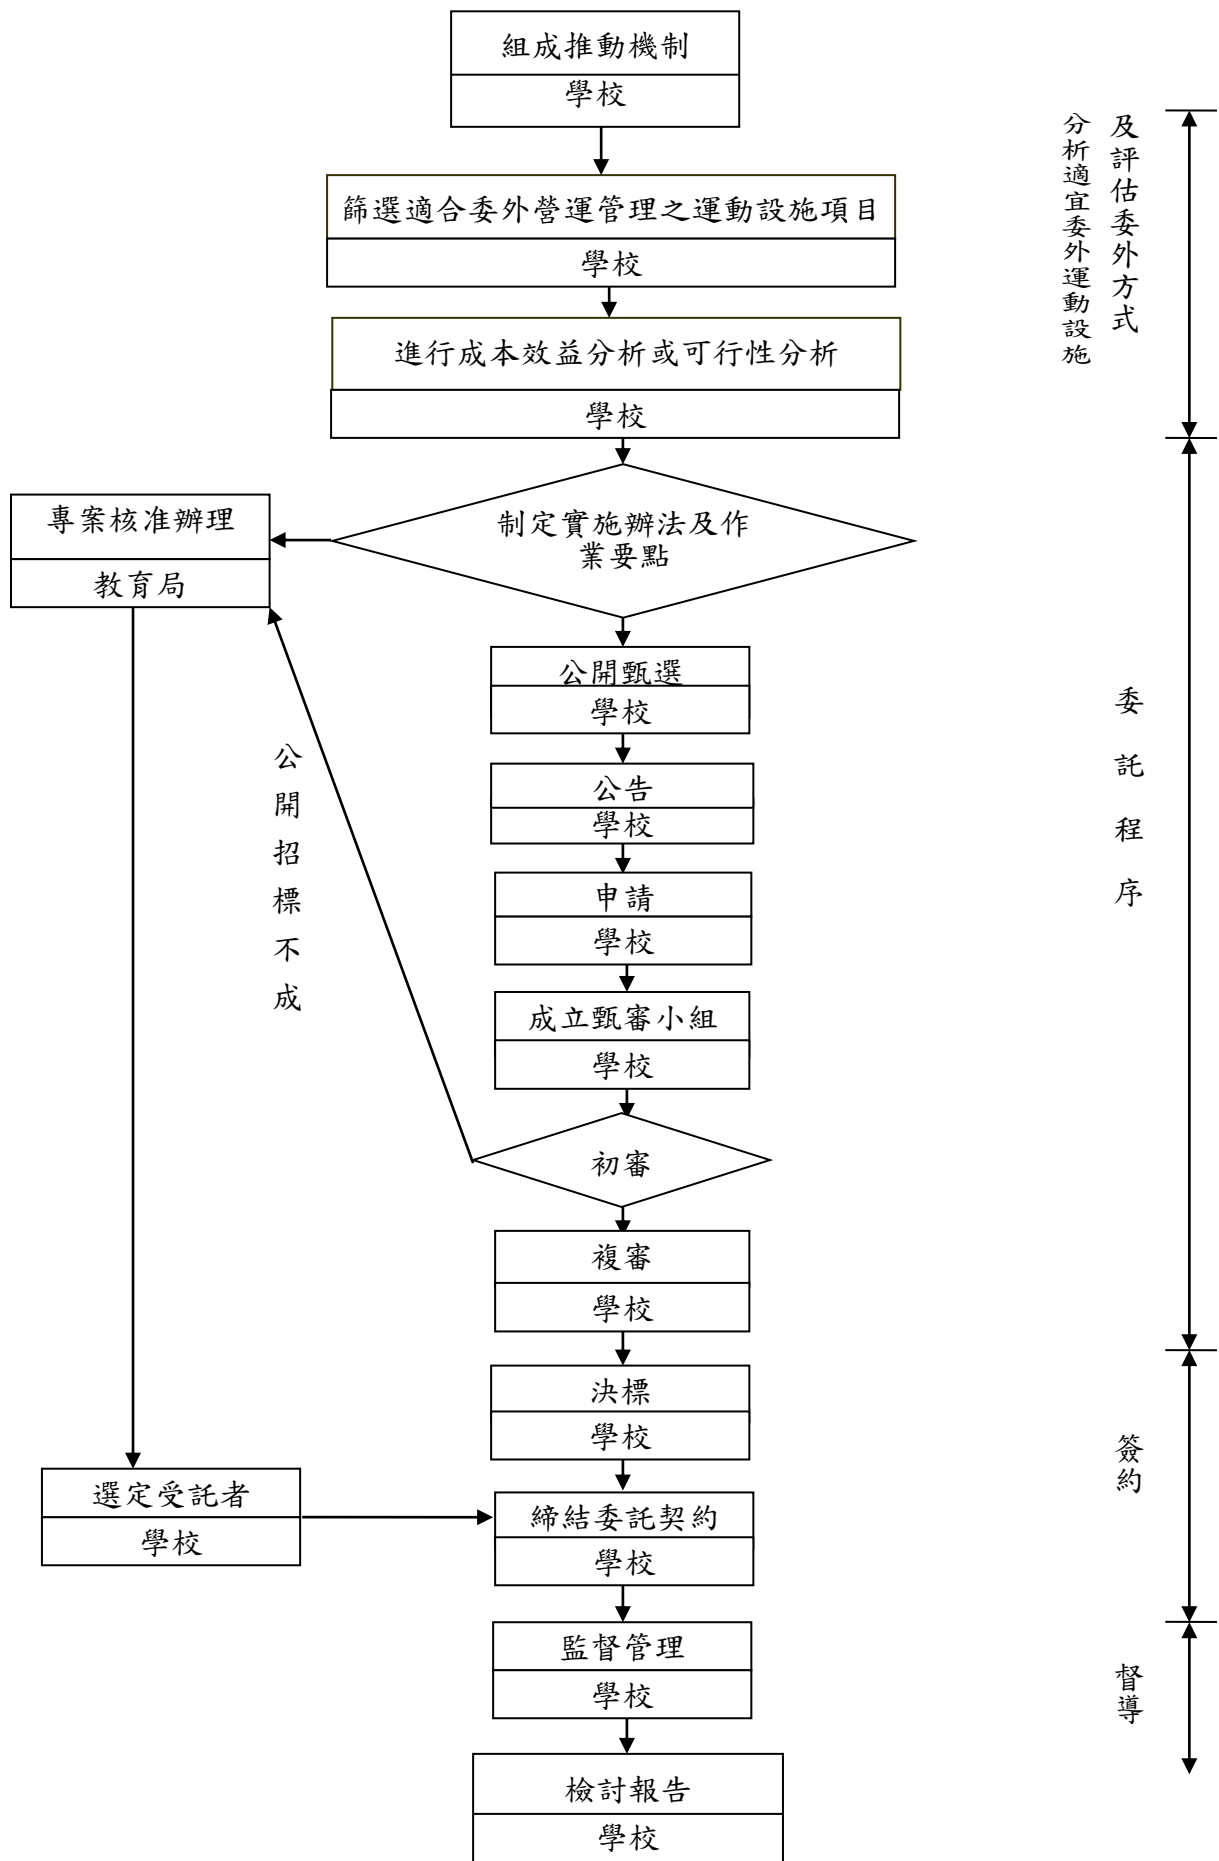 組成推動機制
學校
篩選適合委外營運管理之運動設施項目
學校
進行成本效益分析或可行性分析
學校
分析適宜委外運動設施
及評估委外方式
制定實施辦法及作
業要點
專案核准辦理
教育局
公開甄選
學校
公告
學校
申請
學校
成立甄審小組
學校
公開招標不成
初審
複審
學校
委託程序
決標
學校
選定受託者
學校
締結委託契約
學校
簽約
監督管理
學校
督導
檢討報告
學校